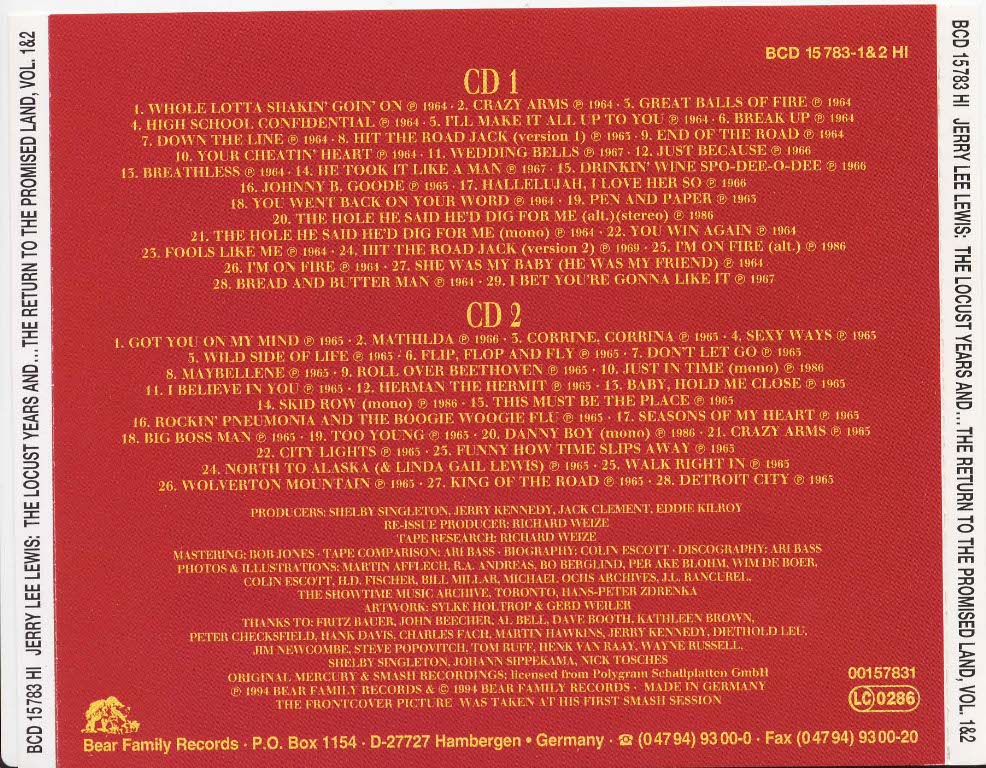 BCD 15783 HI JERRY LEE LEWIS: THE LOCUST YEARS AND...THE RETURN TO THE PROMISED LAND, VOL. 1&2
BCD 15783-1&2 HI
CD 1
1. WHOLE LOTTA SHAKIN' GOIN' ON ℗ 1964 · 2. CRAZY ARMS ℗ 1964 · 3. GREAT BALLS OF FIRE ℗ 1964
4. HIGH SCHOOL CONFIDENTIAL ℗ 1964 · 5. I'LL MAKE IT ALL UP TO YOU ℗ 1964 · 6. BREAK UP ℗ 1964
7. DOWN THE LINE ℗ 1964 · 8. HIT THE ROAD JACK (version 1) ℗ 1963 · 9. END OF THE ROAD ℗ 1964
10. YOUR CHEATIN' HEART ℗ 1964 · 11. WEDDING BELLS ℗ 1967 · 12. JUST BECAUSE ℗ 1966
13. BREATHLESS ℗ 1964 · 14. HE TOOK IT LIKE A MAN ℗ 1967 · 15. DRINKIN' WINE SPO-DEE-O-DEE ℗ 1966
16. JOHNNY B. GOODE ℗ 1965 · 17. HALLELUJAH, I LOVE HER SO ℗ 1966
18. YOU WENT BACK ON YOUR WORD ℗ 1964 · 19. PEN AND PAPER ℗ 1963
20. THE HOLE HE SAID HE'D DIG FOR ME (alt.)(stereo) ℗ 1986
21. THE HOLE HE SAID HE'D DIG FOR ME (mono) ℗ 1964 · 22. YOU WIN AGAIN ℗ 1964
23. FOOLS LIKE ME ℗ 1964 · 24. HIT THE ROAD JACK (version 2) ℗ 1969 · 25. I'M ON FIRE (alt.) ℗ 1986
26. I'M ON FIRE ℗ 1964 · 27. SHE WAS MY BABY (HE WAS MY FRIEND) ℗ 1964
28. BREAD AND BUTTER MAN ℗ 1964 · 29. I BET YOU'RE GONNA LIKE IT ℗ 1967
CD 2
1. GOT YOU ON MY MIND ℗ 1965 · 2. MATHILDA ℗ 1966 · 3. CORRINE, CORRINA ℗ 1965 · 4. SEXY WAYS ℗ 1965
5. WILD SIDE OF LIFE ℗ 1965 · 6. FLIP, FLOP AND FLY ℗ 1965 · 7. DON'T LET GO ℗ 1965
8. MAYBELLENE ℗ 1965 · 9. ROLL OVER BEETHOVEN ℗ 1965 · 10. JUST IN TIME (mono) ℗ 1986
11. I BELIEVE IN YOU ℗ 1965 · 12. HERMAN THE HERMIT ℗ 1965 · 13. BABY, HOLD ME CLOSE ℗ 1965
14. SKID ROW (mono) ℗ 1986 · 15. THIS MUST BE THE PLACE ℗ 1965
16. ROCKIN' PNEUMONIA AND THE BOOGIE WOOGIE FLU ℗ 1965 · 17. SEASONS OF MY HEART ℗ 1965
18. BIG BOSS MAN ℗ 1965 · 19. TOO YOUNG ℗ 1965 · 20. DANNY BOY (mono) ℗ 1986 · 21. CRAZY ARMS ℗ 1965
22. CITY LIGHTS ℗ 1965 · 23. FUNNY HOW TIME SLIPS AWAY ℗ 1965
24. NORTH TO ALASKA (& LINDA GAIL LEWIS) ℗ 1965 · 25. WALK RIGHT IN ℗ 1965
26. WOLVERTON MOUNTAIN ℗ 1965 · 27. KING OF THE ROAD ℗ 1965 · 28. DETROIT CITY ℗ 1965
PRODUCERS: SHELBY SINGLETON, JERRY KENNEDY, JACK CLEMENT, EDDIE KILROY
RE-ISSUE PRODUCER: RICHARD WEIZE
TAPE RESEARCH: RICHARD WEIZE
MASTERING: BOB JONES · TAPE COMPARISON: ARI BASS · BIOGRAPHY: COLIN ESCOTT · DISCOGRAPHY: ARI BASS
PHOTOS & ILLUSTRATIONS: MARTIN AFFLECH, R.A. ANDREAS, BO BERGLIND, PER AKE BLOHM, WIM DE BOER,
COLIN ESCOTT, H.D. FISCHER, BILL MILLAR, MICHAEL OCHS ARCHIVES, J.L. RANCUREL,
THE SHOWTIME MUSIC ARCHIVE, TORONTO, HANS-PETER ZDRENKA
ARTWORK: SYLKE HOLTROP & GERD WEILER
THANKS TO: FRITZ BAUER, JOHN BEECHER, AL BELL, DAVE BOOTH, KATHLEEN BROWN,
PETER CHECKSFIELD, HANK DAVIS, CHARLES FACH, MARTIN HAWKINS, JERRY KENNEDY, DIETHOLD LEU,
JIM NEWCOMBE, STEVE POPOVITCH, TOM RUFF, HENK VAN RAAY, WAYNE RUSSELL,
SHELBY SINGLETON, JOHANN SIPPEKAMA, NICK TOSCHES
ORIGINAL MERCURY & SMASH RECORDINGS; licensed from Polygram Schallplatten GmbH
℗ 1994 BEAR FAMILY RECORDS & © 1994 BEAR FAMILY RECORDS · MADE IN GERMANY
THE FRONTCOVER PICTURE WAS TAKEN AT HIS FIRST SMASH SESSION
00157831
LC 0286
Bear Family Records · P.O. Box 1154 · D-27727 Hambergen • Germany · ☎ (0 47 94) 93 00-0 · Fax (0 47 94) 93 00-20
BCD 15783 HI JERRY LEE LEWIS: THE LOCUST YEARS AND...THE RETURN TO THE PROMISED LAND, VOL. 1&2